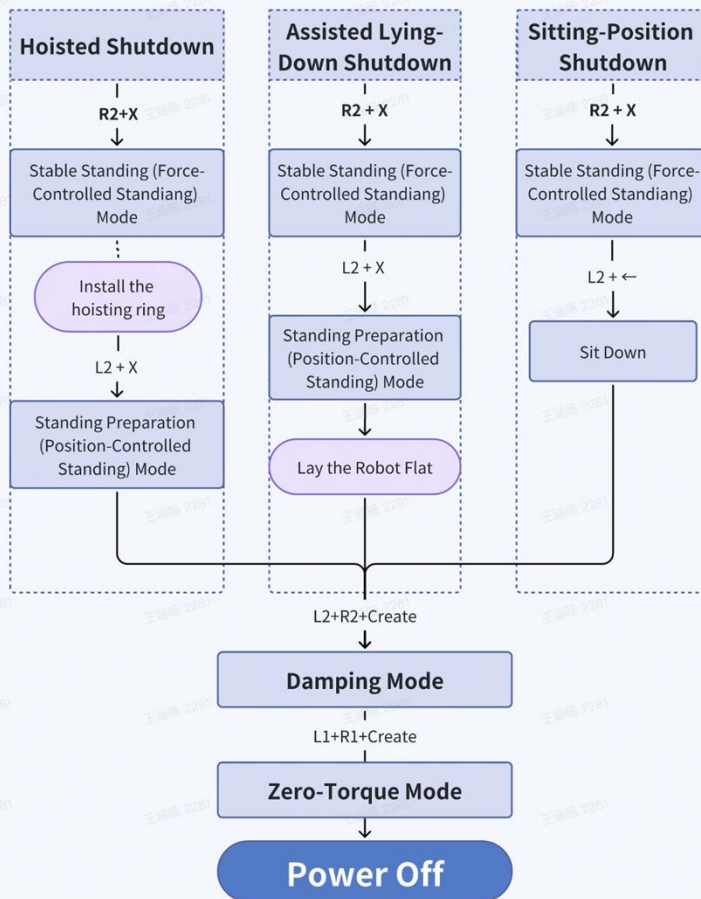 Hoisted Shutdown
R2+X
Stable Standing (Force-
Controlled Standiang)
Mode
Install the
hoisting ring
L2 + X
Standing Preparation
(Position-Controlled
Standing) Mode
Assisted Lying-
Down Shutdown
R2 + X
Stable Standing (Force-
Controlled Standiang)
Mode
L2 + X
Standing Preparation
(Position-Controlled
Standing) Mode
Lay the Robot Flat
Sitting-Position
Shutdown
R2 + X
Stable Standing (Force-
Controlled Standiang)
Mode
L2 + ←
Sit Down
L2+R2+Create
Damping Mode
L1+R1+Create
Zero-Torque Mode
Power Off